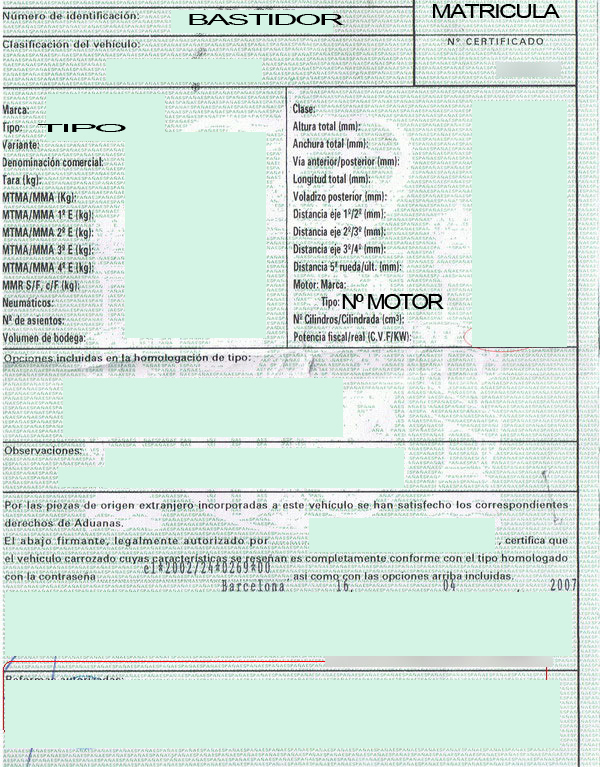 Número de identificación: BASTIDOR
MATRICULA
Clasificación del vehículo:
Nº CERTIFICADO
Marca:
Tipo: TIPO
Variante:
Denominación comercial:
Tara (kg):
MTMA/MMA (Kg):
MTMA/MMA 1º E (kg):
MTMA/MMA 2º E (kg):
MTMA/MMA 3º E (kg):
MTMA/MMA 4º E (kg):
MMR S/F, c/F (kg):
Neumáticos:
Nº de asientos:
Volumen de bodega:
Clase:
Altura total (mm):
Anchura total (mm):
Vía anterior/posterior (mm):
Longitud total (mm):
Voladizo posterior (mm):
Distancia eje 1º/2º (mm):
Distancia eje 2º/3º (mm):
Distancia eje 3º/4º (mm):
Distancia 5ª rueda/ult. (mm):
Motor: Marca:
Tipo: Nº MOTOR
Nº Cilindros/Cilindrada (cm³):
Potencia fiscal/real (C.V.F/KW):
Opciones incluidas en la homologación de tipo:
Observaciones:
Por las piezas de origen extranjero incorporadas a este vehículo se han satisfecho los correspondientes
derechos de Aduanas.
El abajo firmante, legalmente autorizado por certifica que
el vehículo carrozado cuyas características se reseñan es completamente conforme con el tipo homologado
con la contraseña e1*2002/24*0269*00 asi como con las opciones arriba incluidas.
Barcelona, 16, 04, 2007
Reformas autorizadas: